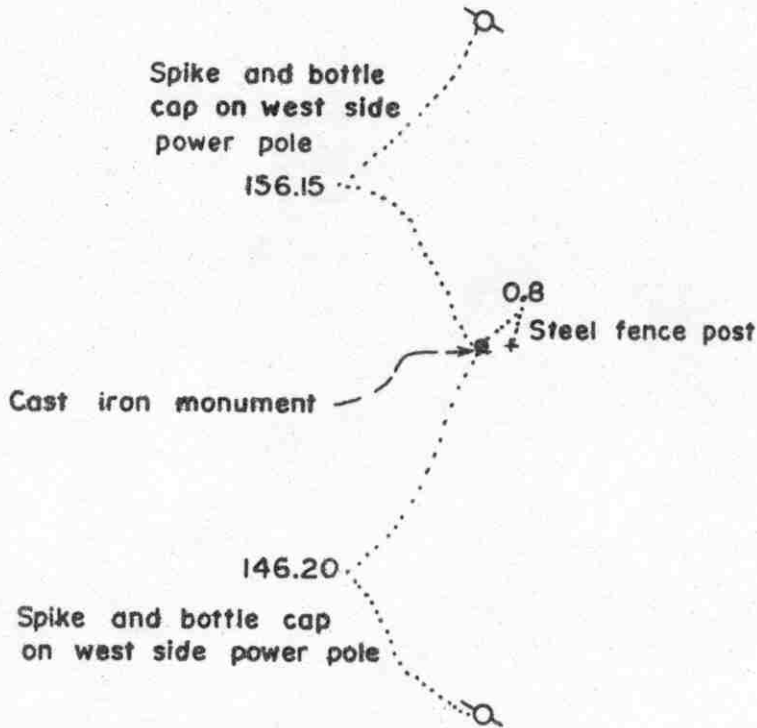 Spike and bottle
cap on west side
power pole
156.15
0.8
Steel fence post
Cast iron monument
146.20
Spike and bottle cap
on west side power pole